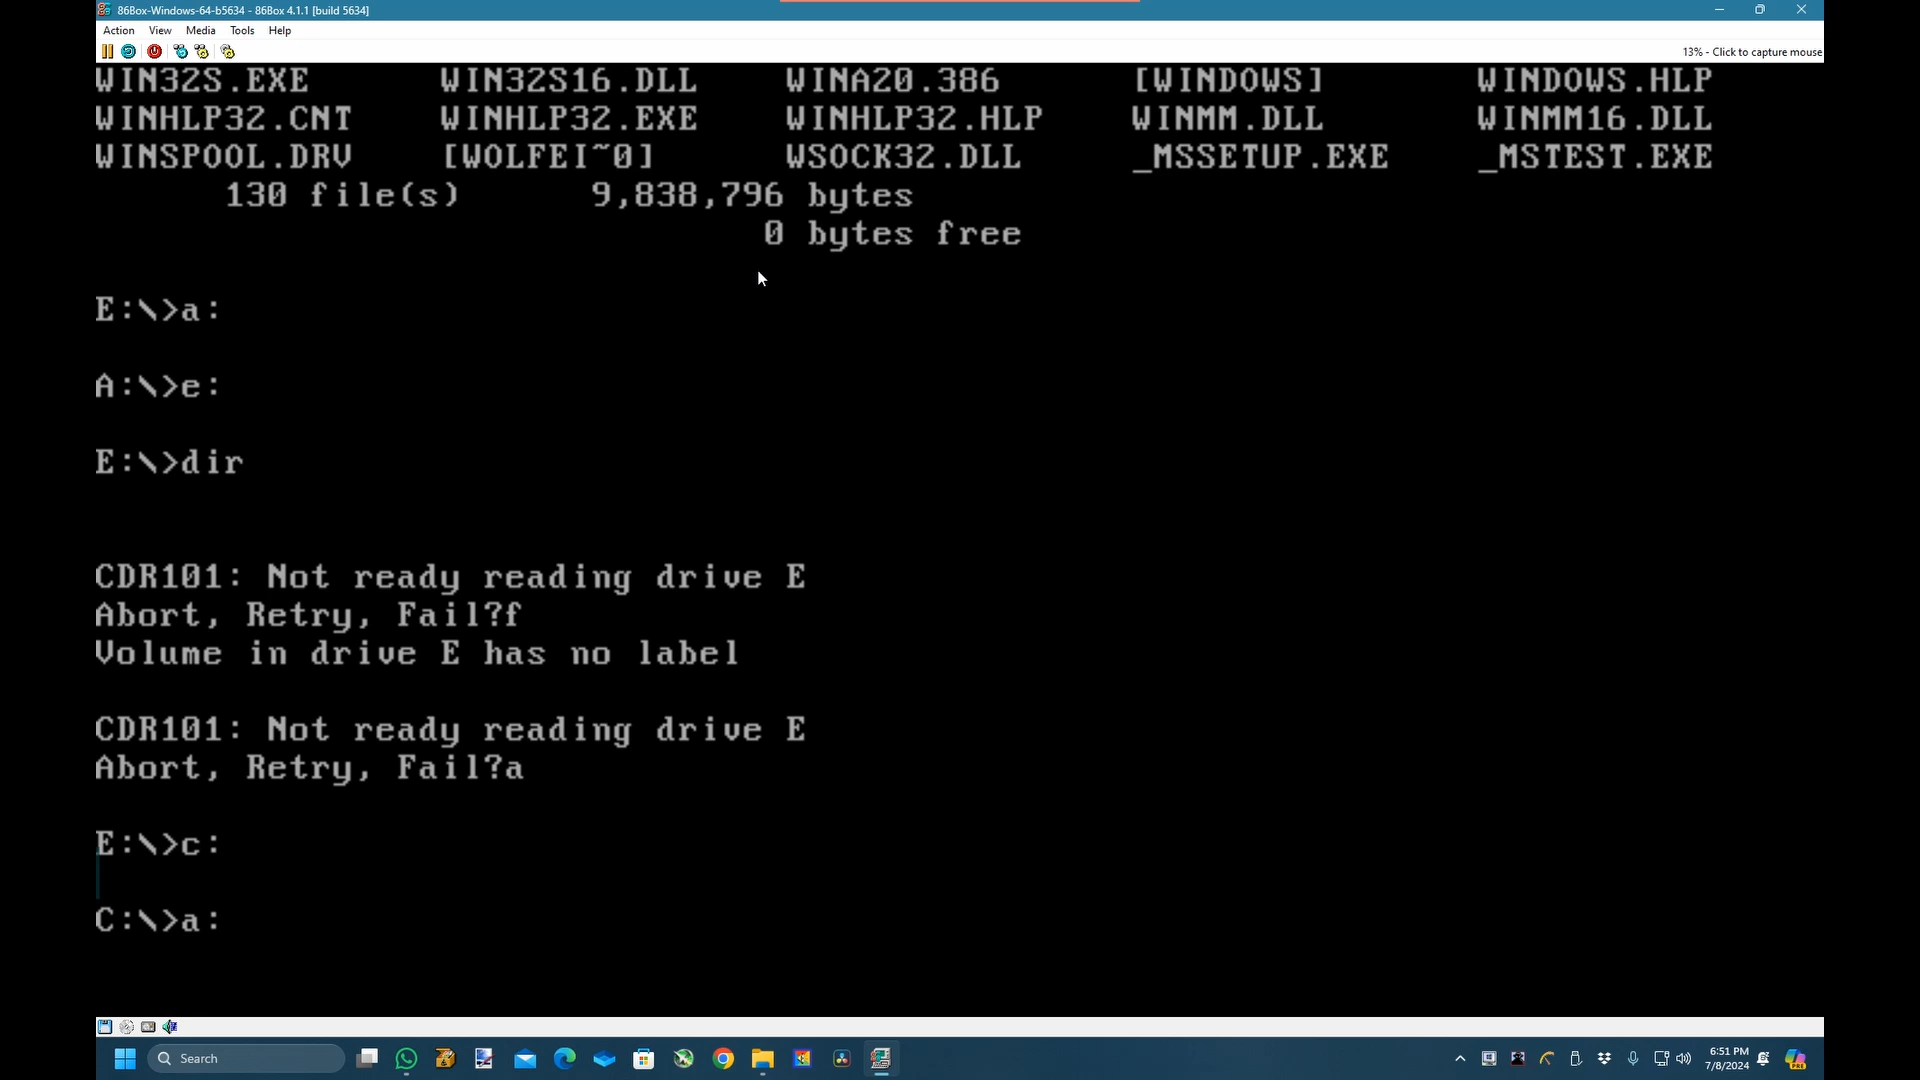 86Box-Windows-64-b5634 - 86Box 4.1.1 [build 5634]
Action View Media Tools Help
13% - Click to capture mouse
WIN32S.EXE WIN32S16.DLL WINA20.386 [WINDOWS] WINDOWS.HLP
WINHLP32.CNT WINHLP32.EXE WINHLP32.HLP WINMM.DLL WINMM16.DLL
WINSPOOL.DRV [WOLFEI~0] WSOCK32.DLL _MSSETUP.EXE _MSTEST.EXE
130 file(s) 9,838,796 bytes
0 bytes free
E:\>a:
A:\>e:
E:\>dir
CDR101: Not ready reading drive E
Abort, Retry, Fail?f
Volume in drive E has no label
CDR101: Not ready reading drive E
Abort, Retry, Fail?a
E:\>c:
C:\>a:
Search
6:51 PM
7/8/2024
PRE